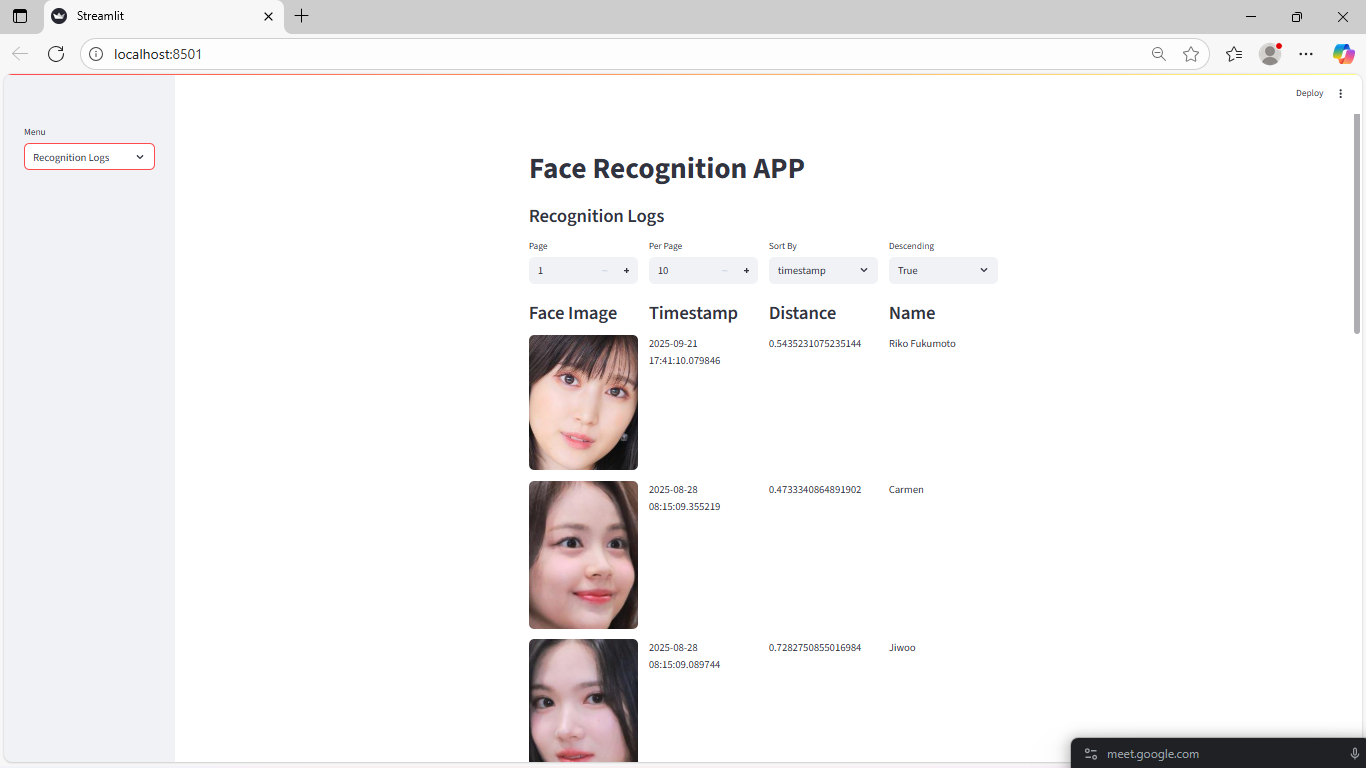 Streamlit
localhost:8501
Deploy
Menu
Recognition Logs
Face Recognition APP
Recognition Logs
Page
Per Page
Sort By
Descending
1
10
timestamp
True
Face Image
Timestamp
Distance
Name
2025-09-21
17:41:10.079846
0.5435231075235144
Riko Fukumoto
2025-08-28
08:15:09.355219
0.4733340864891902
Carmen
2025-08-28
08:15:09.089744
0.7282750855016984
Jiwoo
meet.google.com